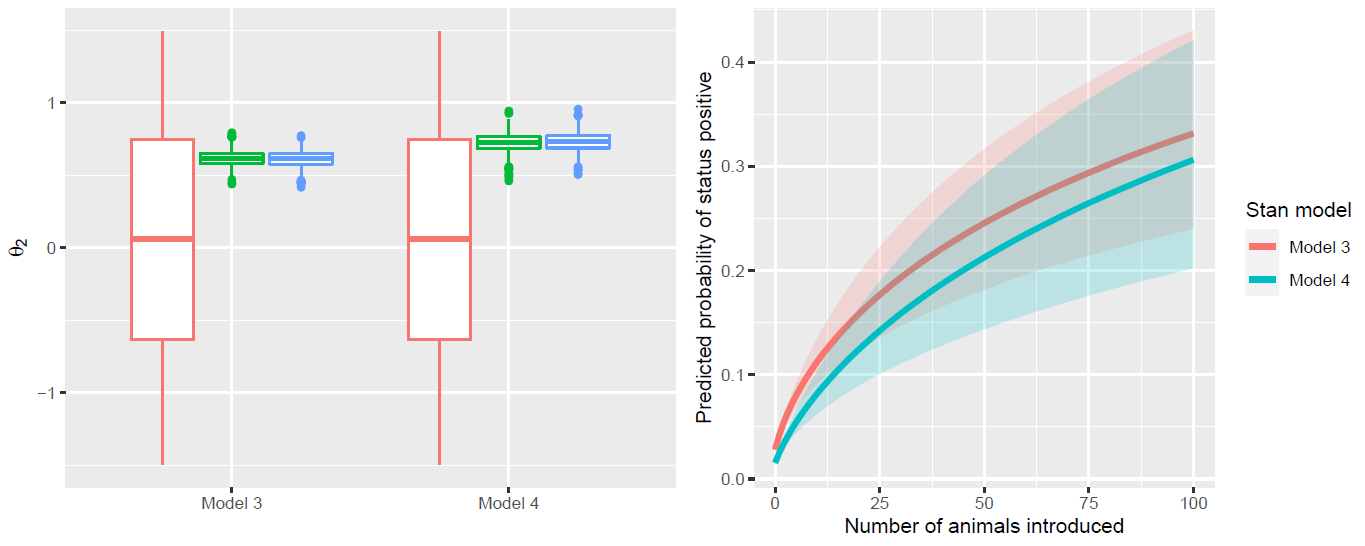 θ2
1
0
−1
Model 3
Model 4
Predicted probability of status positive
0.4
0.3
0.2
0.1
0.0
0
25
50
75
100
Number of animals introduced
Stan model
Model 3
Model 4